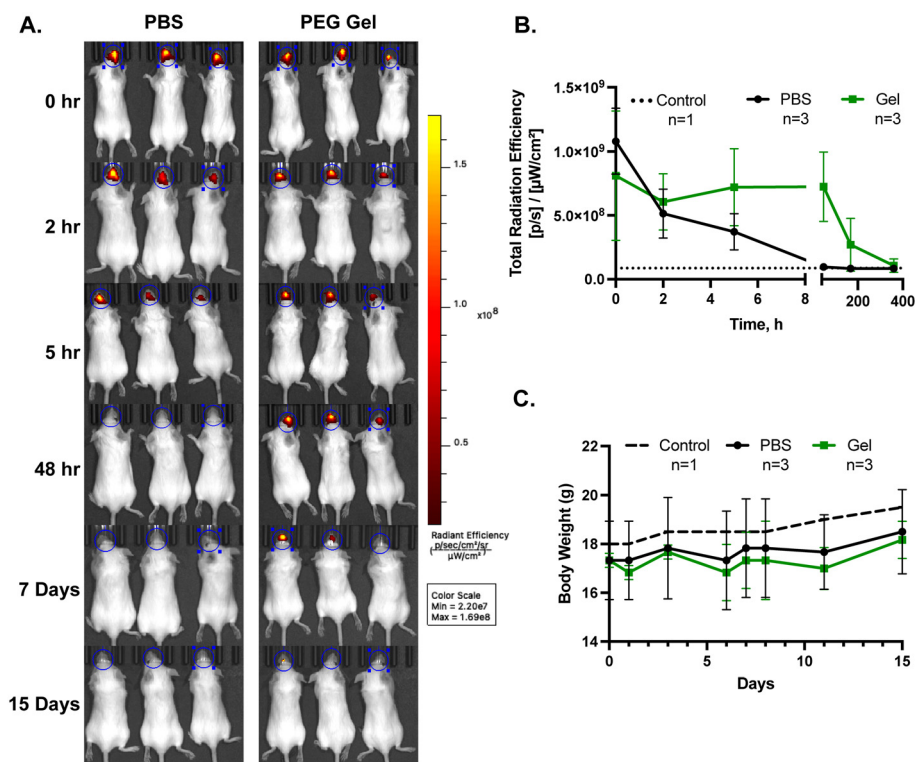 A.
PBS
PEG Gel
0 hr
2 hr
5 hr
48 hr
7 Days
15 Days
1.5
1.0
x10⁸
0.5
Radiant Efficiency
(p/sec/cm²/sr / µW/cm²)
Color Scale
Min = 2.20e7
Max = 1.69e8
B.
Control PBS Gel
n=1 n=3 n=3
Total Radiation Efficiency
[p/s] / [µW/cm²]
1.5×10⁹
1.0×10⁹
5.0×10⁸
0.0
0 2 4 6 8 200 400
Time, h
C.
Control PBS Gel
n=1 n=3 n=3
Body Weight (g)
22
20
18
16
14
0 5 10 15
Days